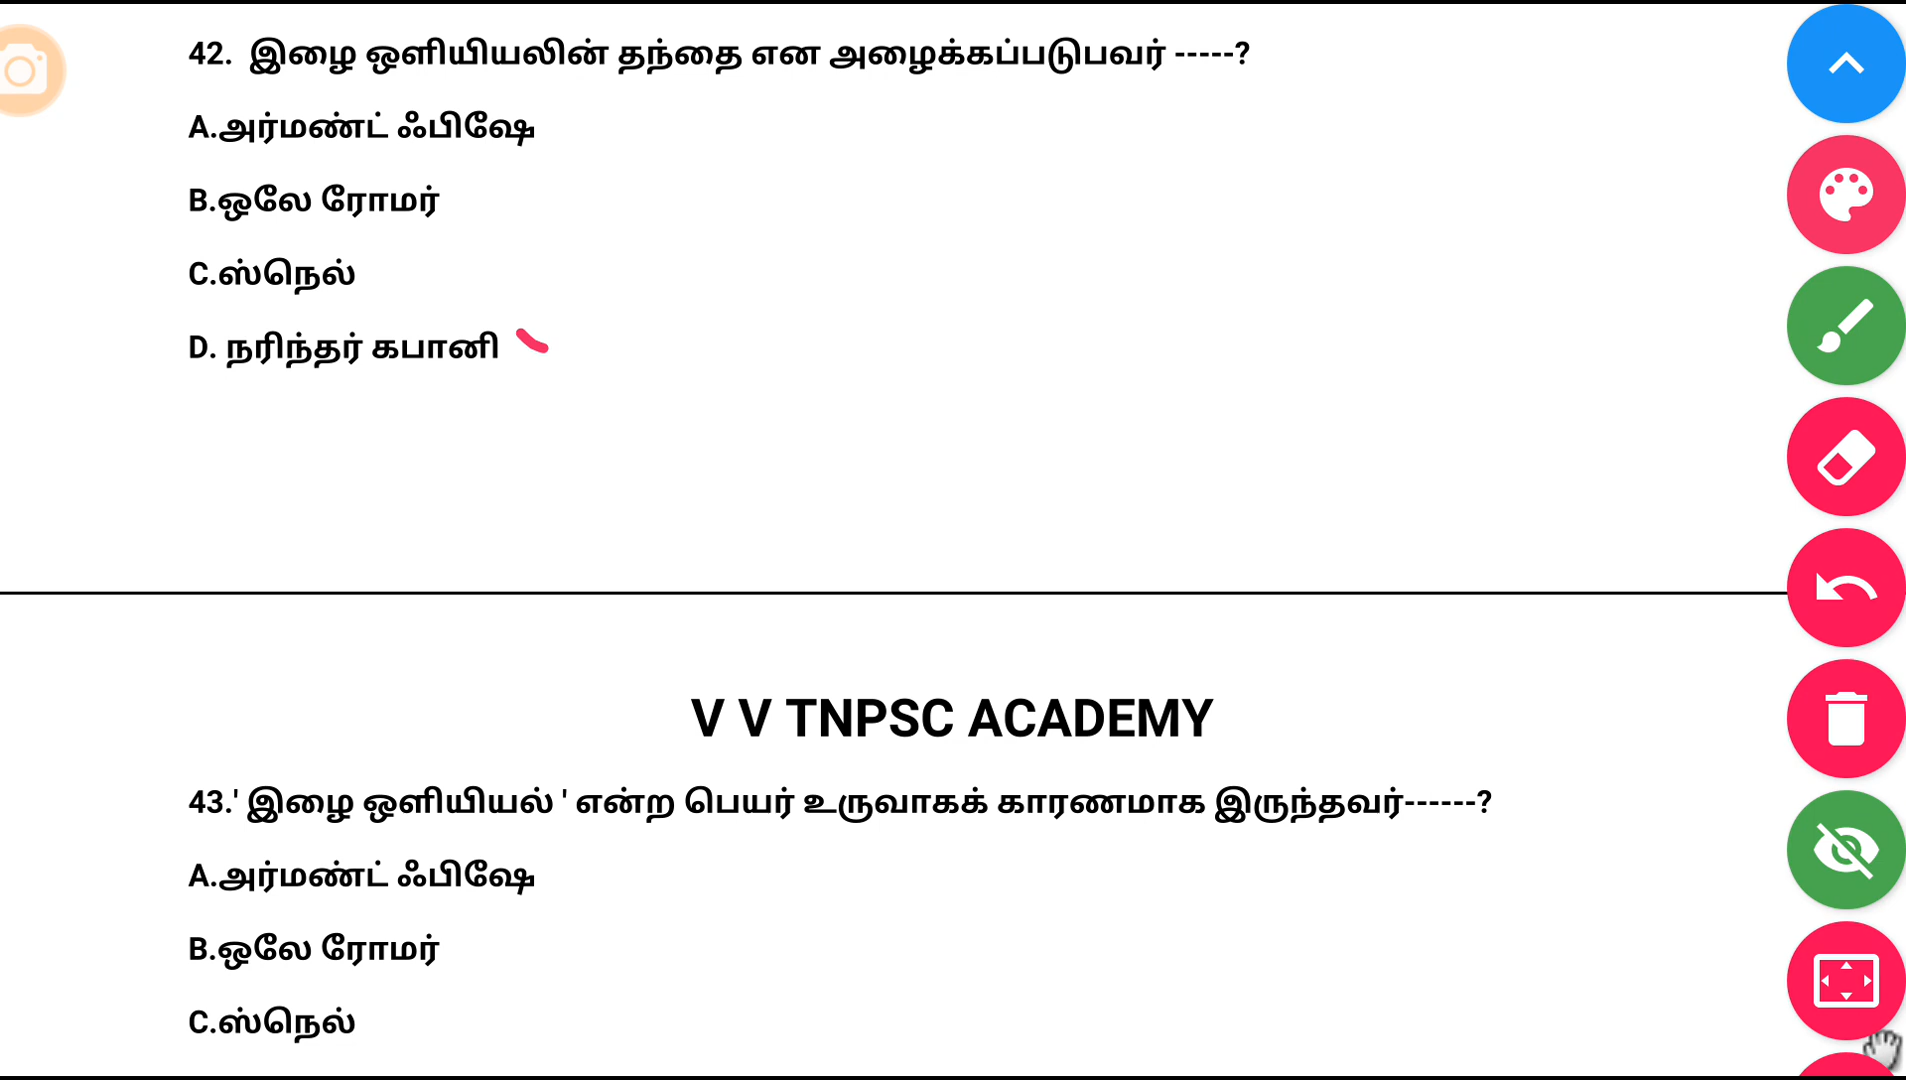 42. இழை ஒளியியலின் தந்தை என அழைக்கப்படுபவர் -----?
A.அர்மண்ட் ஃபிஷே
B.ஒலே ரோமர்
C.ஸ்நெல்
D. நரிந்தர் கபானி
V V TNPSC ACADEMY
43.' இழை ஒளியியல் ' என்ற பெயர் உருவாகக் காரணமாக இருந்தவர்------?
A.அர்மண்ட் ஃபிஷே
B.ஒலே ரோமர்
C.ஸ்நெல்